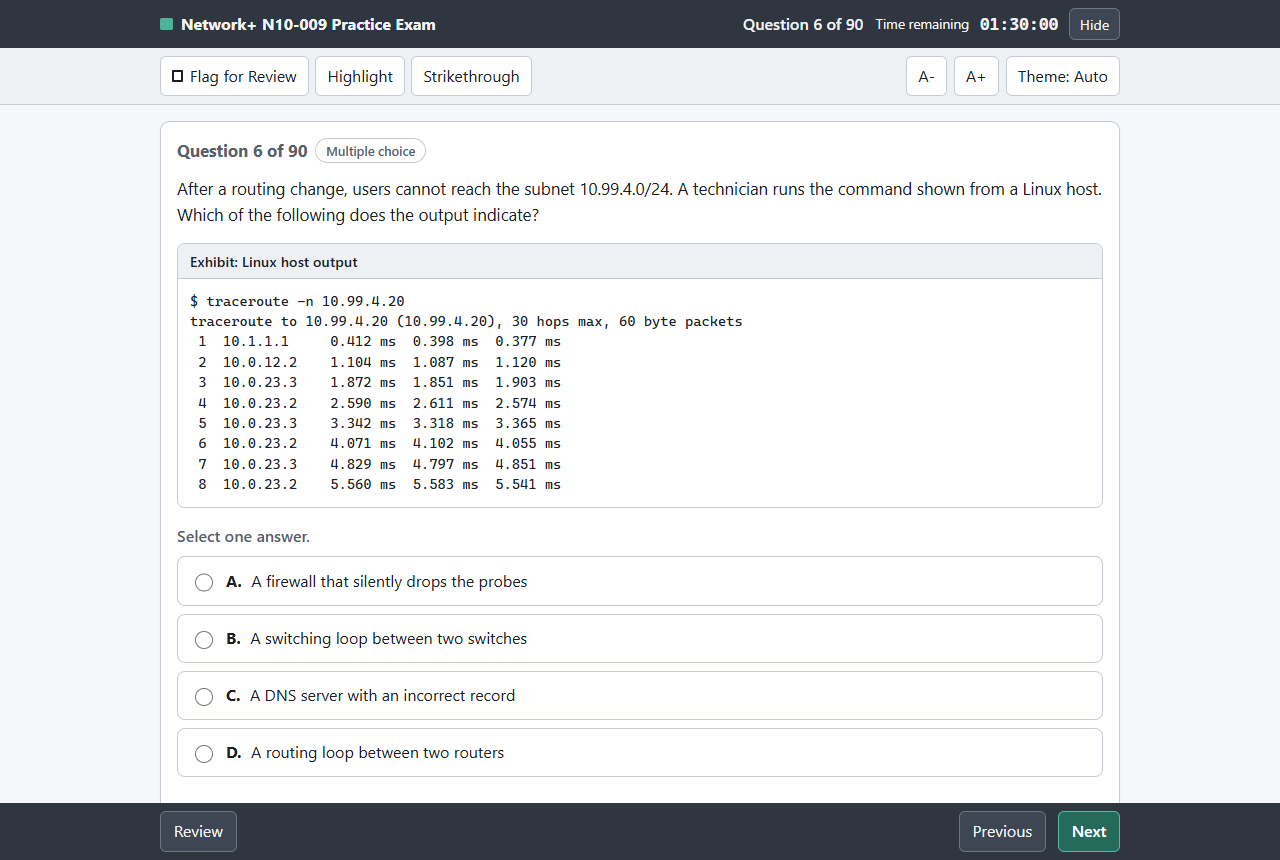 Network+ N10-009 Practice Exam
Question 6 of 90 Time remaining 01:30:00 Hide
Flag for Review Highlight Strikethrough A- A+ Theme: Auto
Question 6 of 90 Multiple choice
After a routing change, users cannot reach the subnet 10.99.4.0/24. A technician runs the command shown from a Linux host.
Which of the following does the output indicate?
Exhibit: Linux host output
$ traceroute -n 10.99.4.20
traceroute to 10.99.4.20 (10.99.4.20), 30 hops max, 60 byte packets
1 10.1.1.1 0.412 ms 0.398 ms 0.377 ms
2 10.0.12.2 1.104 ms 1.087 ms 1.120 ms
3 10.0.23.3 1.872 ms 1.851 ms 1.903 ms
4 10.0.23.2 2.590 ms 2.611 ms 2.574 ms
5 10.0.23.3 3.342 ms 3.318 ms 3.365 ms
6 10.0.23.2 4.071 ms 4.102 ms 4.055 ms
7 10.0.23.3 4.829 ms 4.797 ms 4.851 ms
8 10.0.23.2 5.560 ms 5.583 ms 5.541 ms
Select one answer.
A. A firewall that silently drops the probes
B. A switching loop between two switches
C. A DNS server with an incorrect record
D. A routing loop between two routers
Review Previous Next